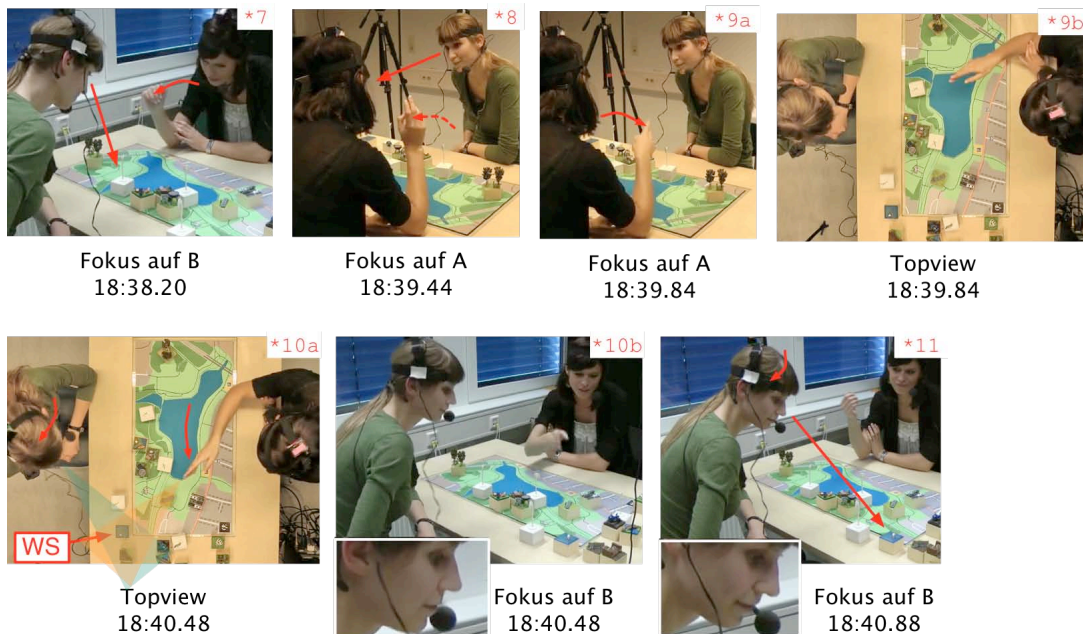 *7
*8
*9a
*9b
Fokus auf B
18:38.20
Fokus auf A
18:39.44
Fokus auf A
18:39.84
Topview
18:39.84
*10a
*10b
*11
WS
Topview
18:40.48
Fokus auf B
18:40.48
Fokus auf B
18:40.88